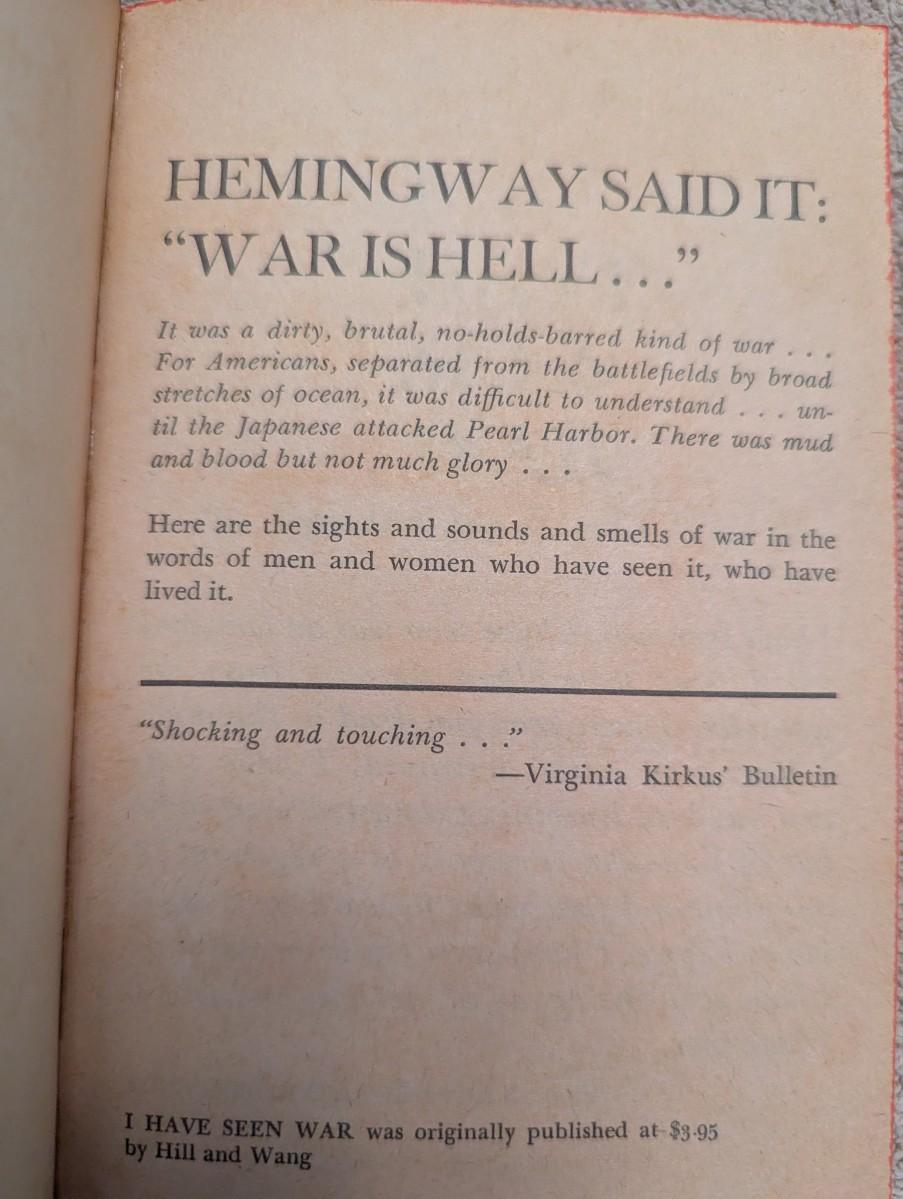 HEMINGWAY SAID IT:
“WAR IS HELL . . .”
It was a dirty, brutal, no-holds-barred kind of war . . .
For Americans, separated from the battlefields by broad
stretches of ocean, it was difficult to understand . . . un-
til the Japanese attacked Pearl Harbor. There was mud
and blood but not much glory . . .
Here are the sights and sounds and smells of war in the
words of men and women who have seen it, who have
lived it.
“Shocking and touching . . .”
—Virginia Kirkus’ Bulletin
I HAVE SEEN WAR was originally published at $3.95
by Hill and Wang